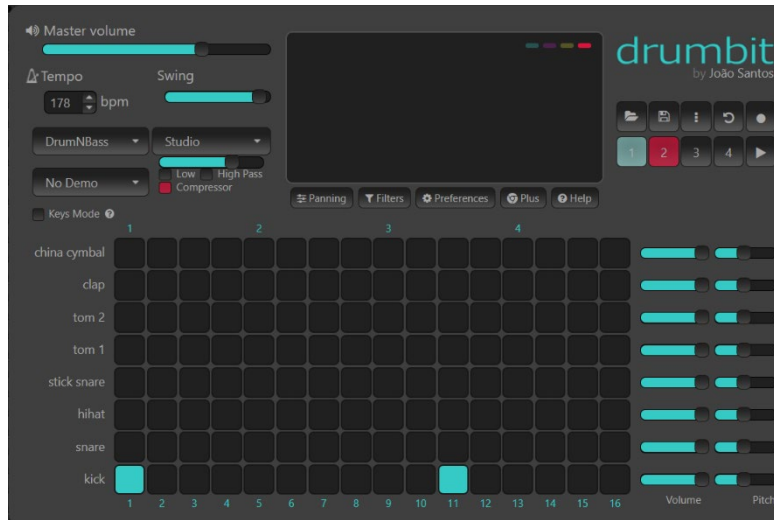 Master volume
drumbit
by João Santos
Tempo
Swing
178 bpm
DrumNBass
Studio
1 2 3 4
Low High Pass
Compressor
No Demo
Keys Mode
Panning Filters Preferences Plus Help
1 2 3 4
china cymbal
clap
tom 2
tom 1
stick snare
hihat
snare
kick
1 2 3 4 5 6 7 8 9 10 11 12 13 14 15 16
Volume Pitch